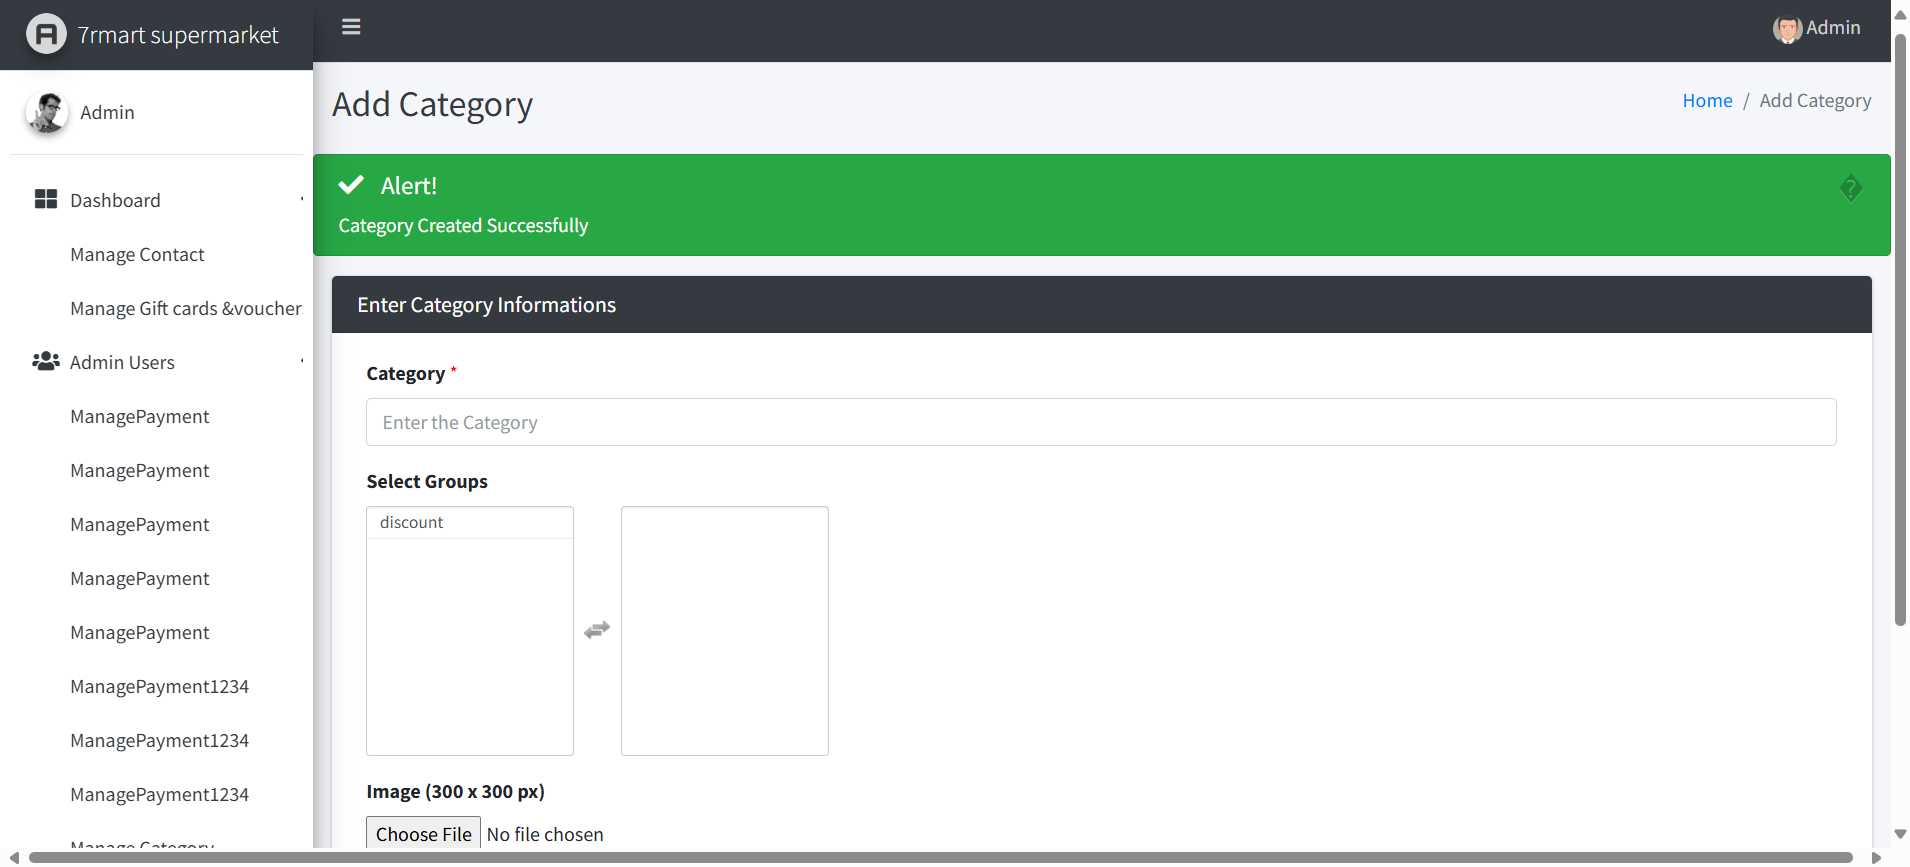 7rmart supermarket
Admin
Admin
Dashboard
Manage Contact
Manage Gift cards &voucher
Admin Users
ManagePayment
ManagePayment
ManagePayment
ManagePayment
ManagePayment
ManagePayment1234
ManagePayment1234
ManagePayment1234
Manage Category
Add Category
Home / Add Category
Alert!
Category Created Successfully
Enter Category Informations
Category *
Enter the Category
Select Groups
discount
Image (300 x 300 px)
Choose File No file chosen